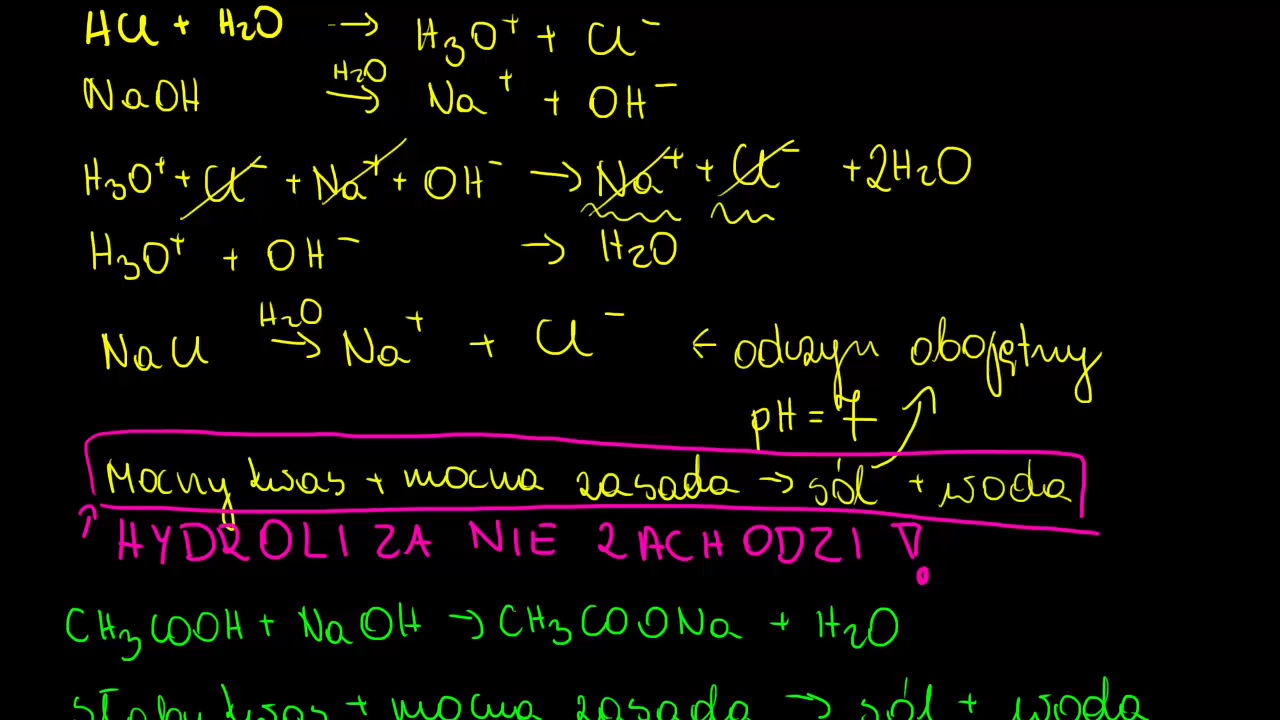 HCl + H₂O → H₃O⁺ + Cl⁻
NaOH H₂O → Na⁺ + OH⁻
H₃O⁺ + Cl⁻ + Na⁺ + OH⁻ → Na⁺ + Cl⁻ + 2H₂O
H₃O⁺ + OH⁻ → H₂O
NaCl H₂O → Na⁺ + Cl⁻ ← odczyn obojętny
pH = 7
Mocny kwas + mocna zasada → sól + woda
↑ HYDROLIZA NIE ZACHODZI !
CH₃COOH + NaOH → CH₃COONa + H₂O
słaby kwas + mocna zasada → sól + woda